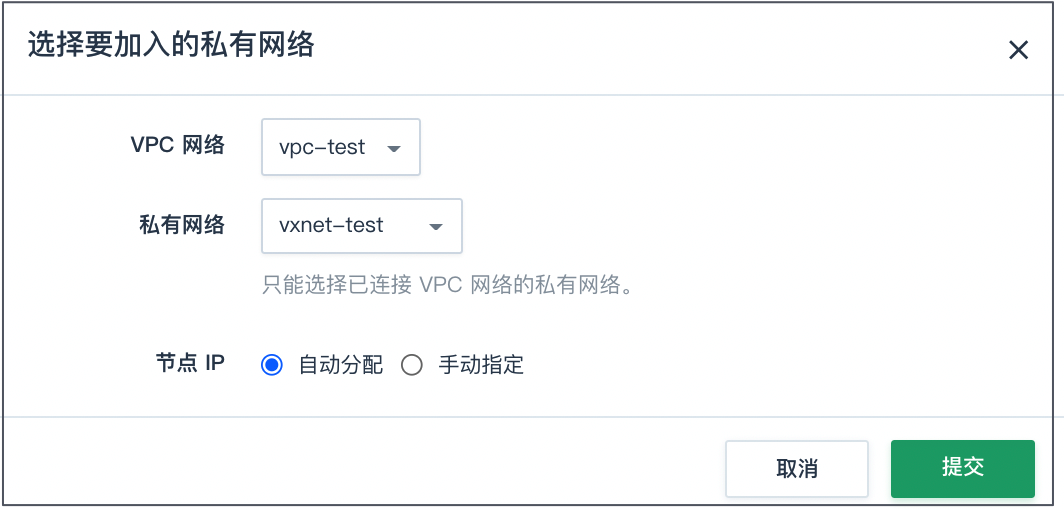 选择要加入的私有网络
VPC 网络
vpc-test
私有网络
vxnet-test
只能选择已连接 VPC 网络的私有网络。
节点 IP
自动分配
手动指定
取消
提交